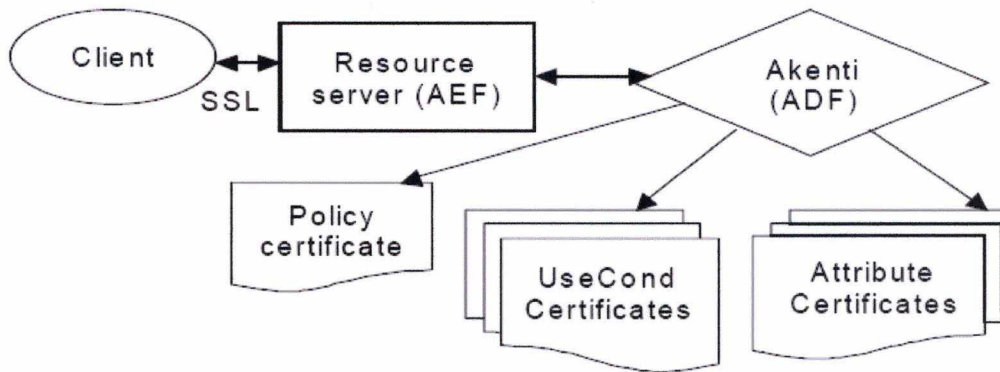 Client
SSL
Resource
server (AEF)
Akenti
(ADF)
Policy
certificate
UseCond
Certificates
Attribute
Certificates